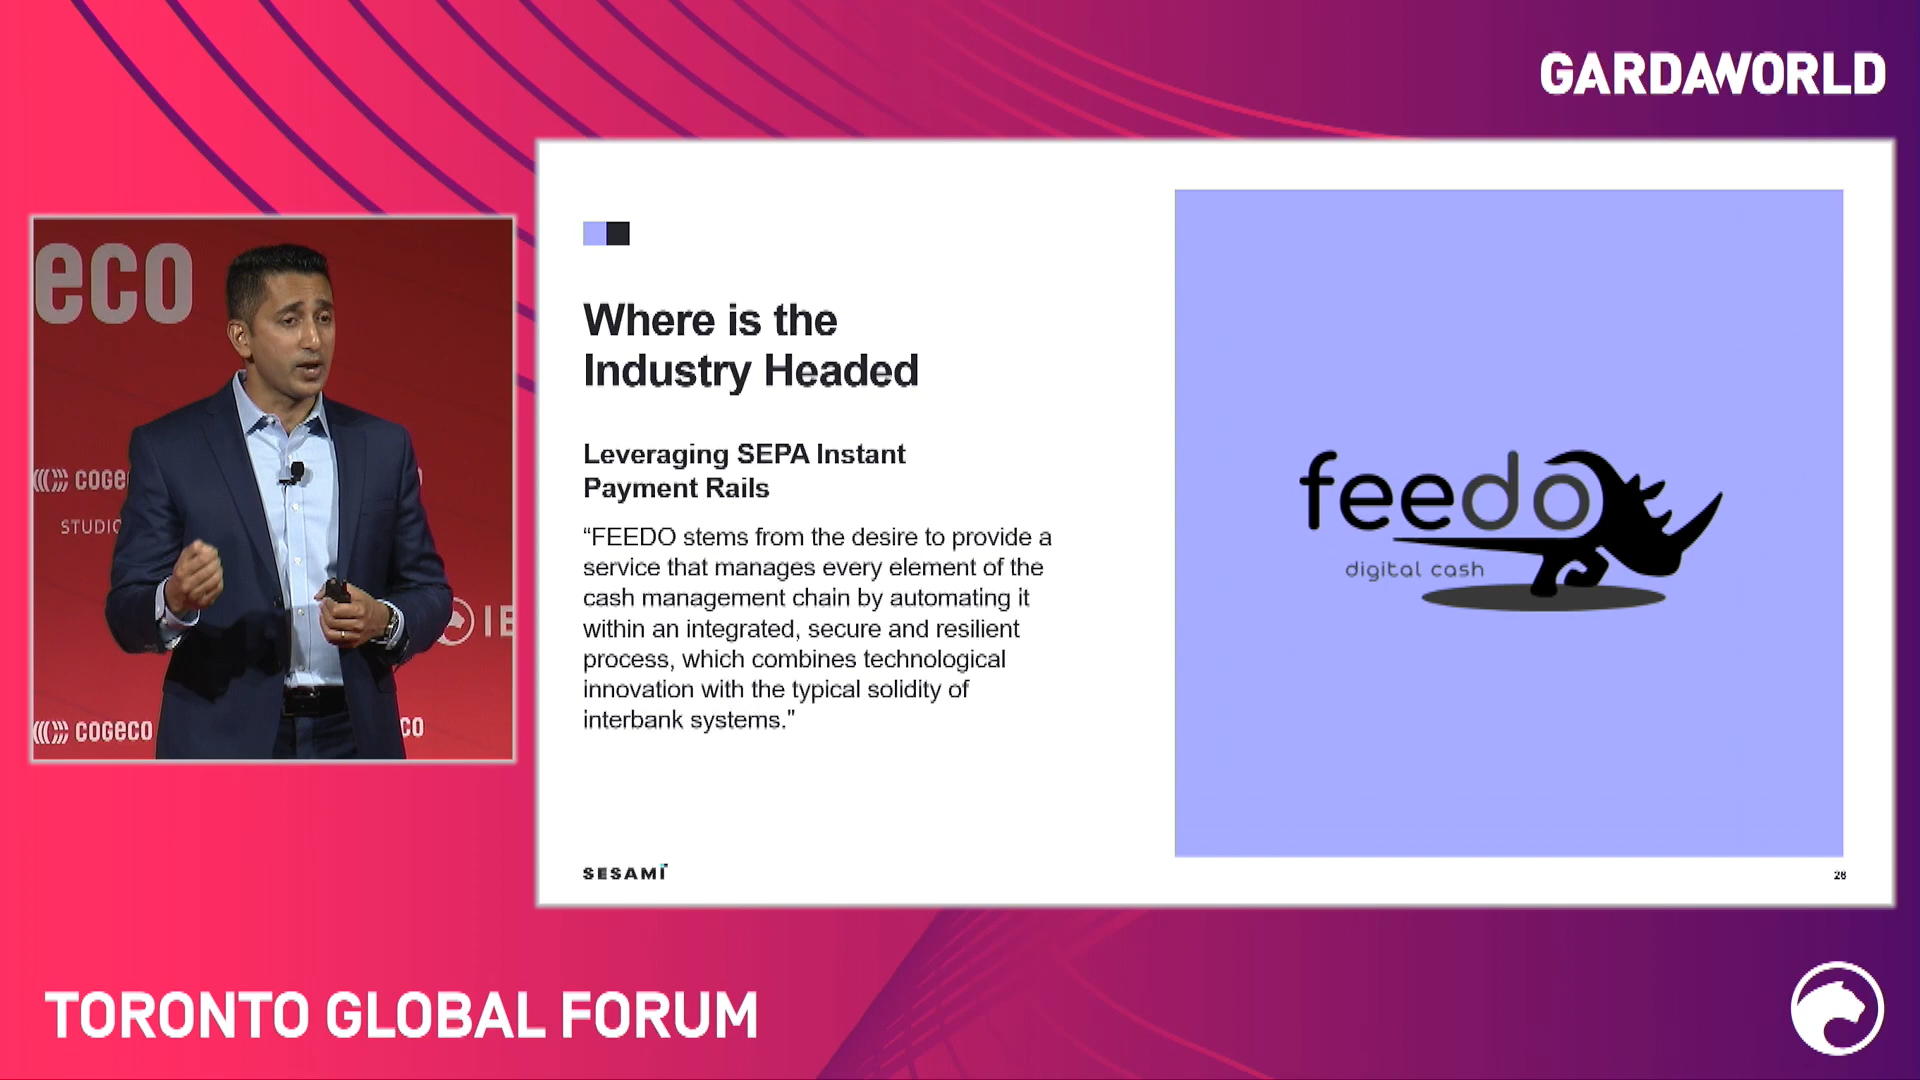 GARDAWORLD
eco
cogeco
STUDIO
IE
cogeco
co
Where is the
Industry Headed
Leveraging SEPA Instant
Payment Rails
“FEEDO stems from the desire to provide a
service that manages every element of the
cash management chain by automating it
within an integrated, secure and resilient
process, which combines technological
innovation with the typical solidity of
interbank systems."
feedo
digital cash
SESAMI
26
TORONTO GLOBAL FORUM